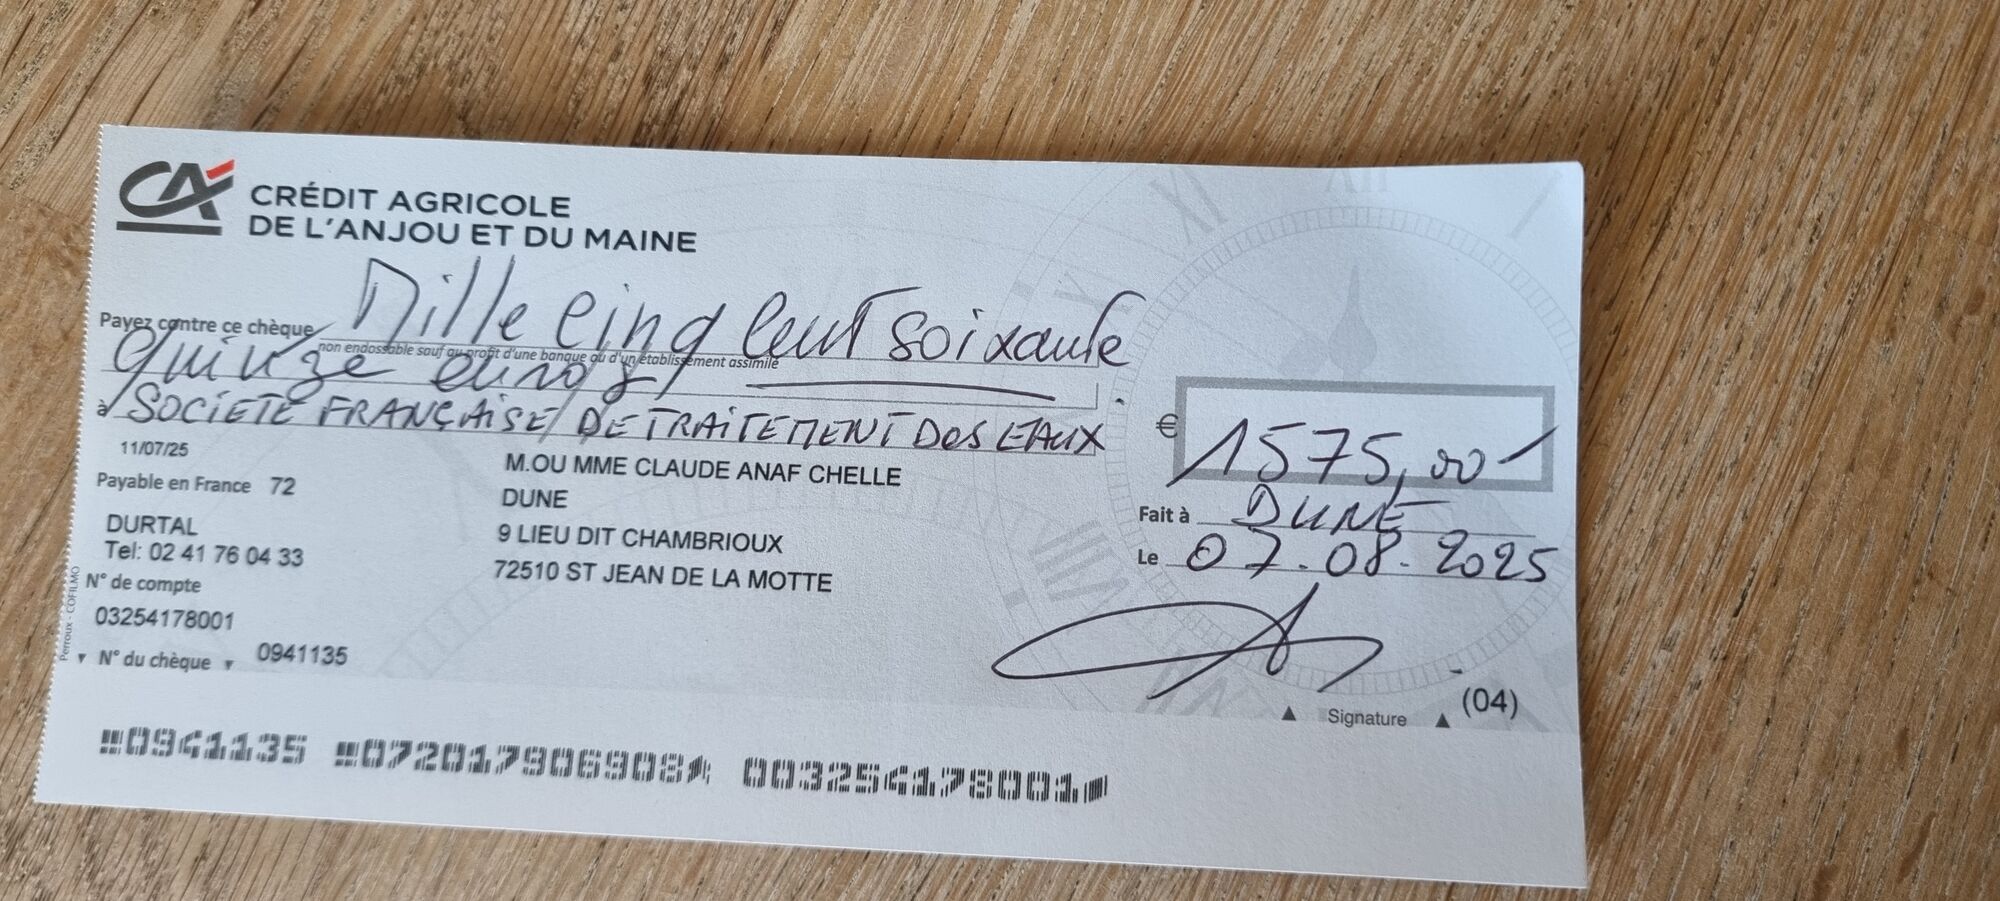 CA CRÉDIT AGRICOLE
DE L'ANJOU ET DU MAINE
Payez contre ce chèque Mille Cinq Cent soixante
non endossable sauf au profit d'une banque ou d'un établissement assimilé
quinze euros
à SOCIETE FRANÇAISE DE TRAITEMENT DES EAUX
€ 1575,00
11/07/25
Payable en France 72
DURTAL
Tel: 02 41 76 04 33
N° de compte
03254178001
N° du chèque 0941135
M.OU MME CLAUDE ANAF CHELLE
DUNE
9 LIEU DIT CHAMBRIOUX
72510 ST JEAN DE LA MOTTE
Fait à DUNE
Le 07.08.2025
Signature (04)
Perroux - COFILMO
0941135 072017906908 003254178001